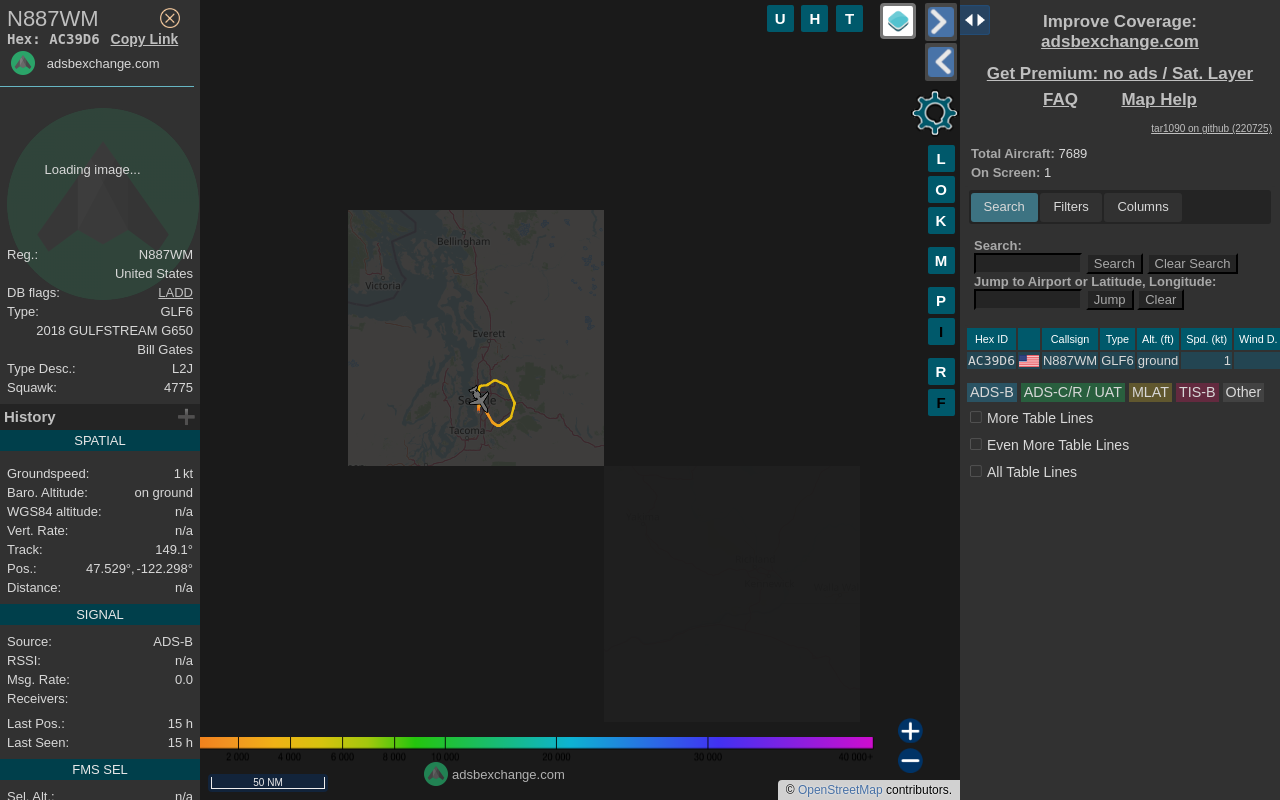 N887WM
Hex: AC39D6 Copy Link
adsbexchange.com
Loading image...
Reg.: N887WM
United States
DB flags: LADD
Type: GLF6
2018 GULFSTREAM G650
Bill Gates
Type Desc.: L2J
Squawk: 4775
History
SPATIAL
Groundspeed: 1 kt
Baro. Altitude: on ground
WGS84 altitude: n/a
Vert. Rate: n/a
Track: 149.1°
Pos.: 47.529°, -122.298°
Distance: n/a
SIGNAL
Source: ADS-B
RSSI: n/a
Msg. Rate: 0.0
Receivers:
Last Pos.: 15 h
Last Seen: 15 h
FMS SEL
Sel. Alt.: n/a
U H T
L
O
K
M
P
I
R
F
Bellingham
Victoria
Everett
Seattle
Tacoma
2 000 4 000 6 000 8 000 10 000 20 000 30 000 40 000+
adsbexchange.com
50 NM
© OpenStreetMap contributors.
Improve Coverage:
adsbexchange.com
Get Premium: no ads / Sat. Layer
FAQ Map Help
tar1090 on github (220725)
Total Aircraft: 7689
On Screen: 1
Search Filters Columns
Search:
Search Clear Search
Jump to Airport or Latitude, Longitude:
Jump Clear
Hex ID Callsign Type Alt. (ft) Spd. (kt) Wind D.
AC39D6 N887WM GLF6 ground 1
ADS-B ADS-C/R / UAT MLAT TIS-B Other
More Table Lines
Even More Table Lines
All Table Lines